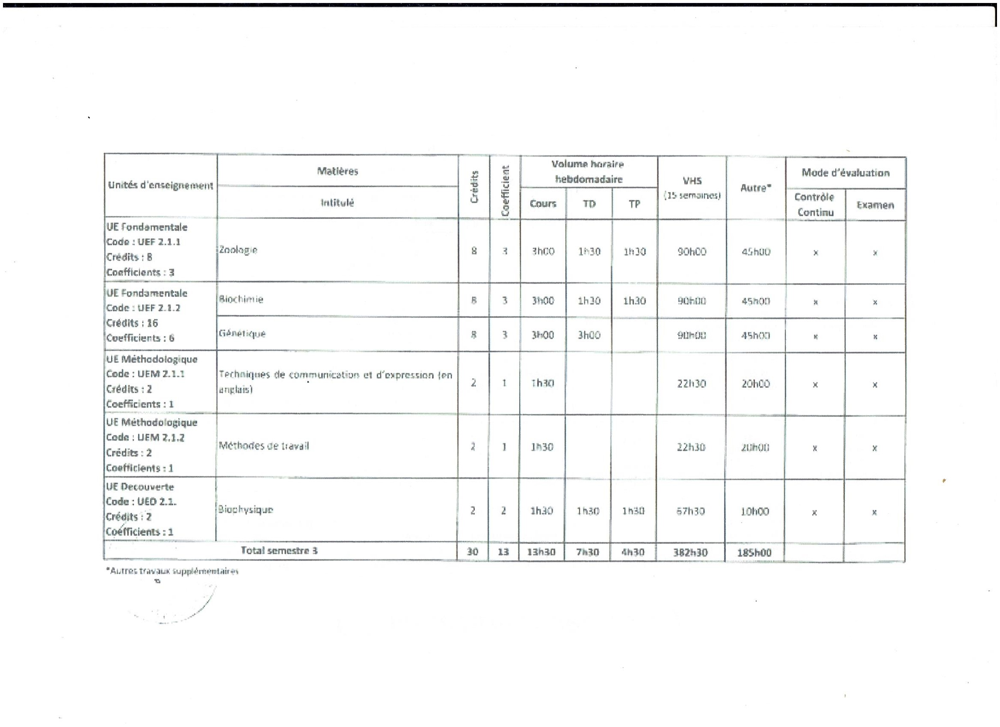 Unités d'enseignement
Matières
Intitulé
Crédits
Coefficient
Volume horaire
hebdomadaire
Cours TD TP
VHS
(15 semaines)
Autre*
Mode d'évaluation
Contrôle
Continu
Examen
UE Fondamentale
Code : UEF 2.1.1
Crédits : 8
Coefficients : 3
Zoologie 8 3 3h00 1h30 1h30 90h00 45h00 x x
UE Fondamentale
Code : UEF 2.1.2
Crédits : 16
Coefficients : 6
Biochimie 8 3 3h00 1h30 1h30 90h00 45h00 x x
Génétique 8 3 3h00 3h00 90h00 45h00 x x
UE Méthodologique
Code : UEM 2.1.1
Crédits : 2
Coefficients : 1
Techniques de communication et d'expression (en
anglais)
2 1 1h30 22h30 20h00 x x
UE Méthodologique
Code : UEM 2.1.2
Crédits : 2
Coefficients : 1
Méthodes de travail 2 1 1h30 22h30 20h00 x x
UE Decouverte
Code : UED 2.1.
Crédits : 2
Coefficients : 1
Biophysique 2 2 1h30 1h30 1h30 67h30 10h00 x x
Total semestre 3 30 13 13h30 7h30 4h30 382h30 185h00
*Autres travaux supplémentaires